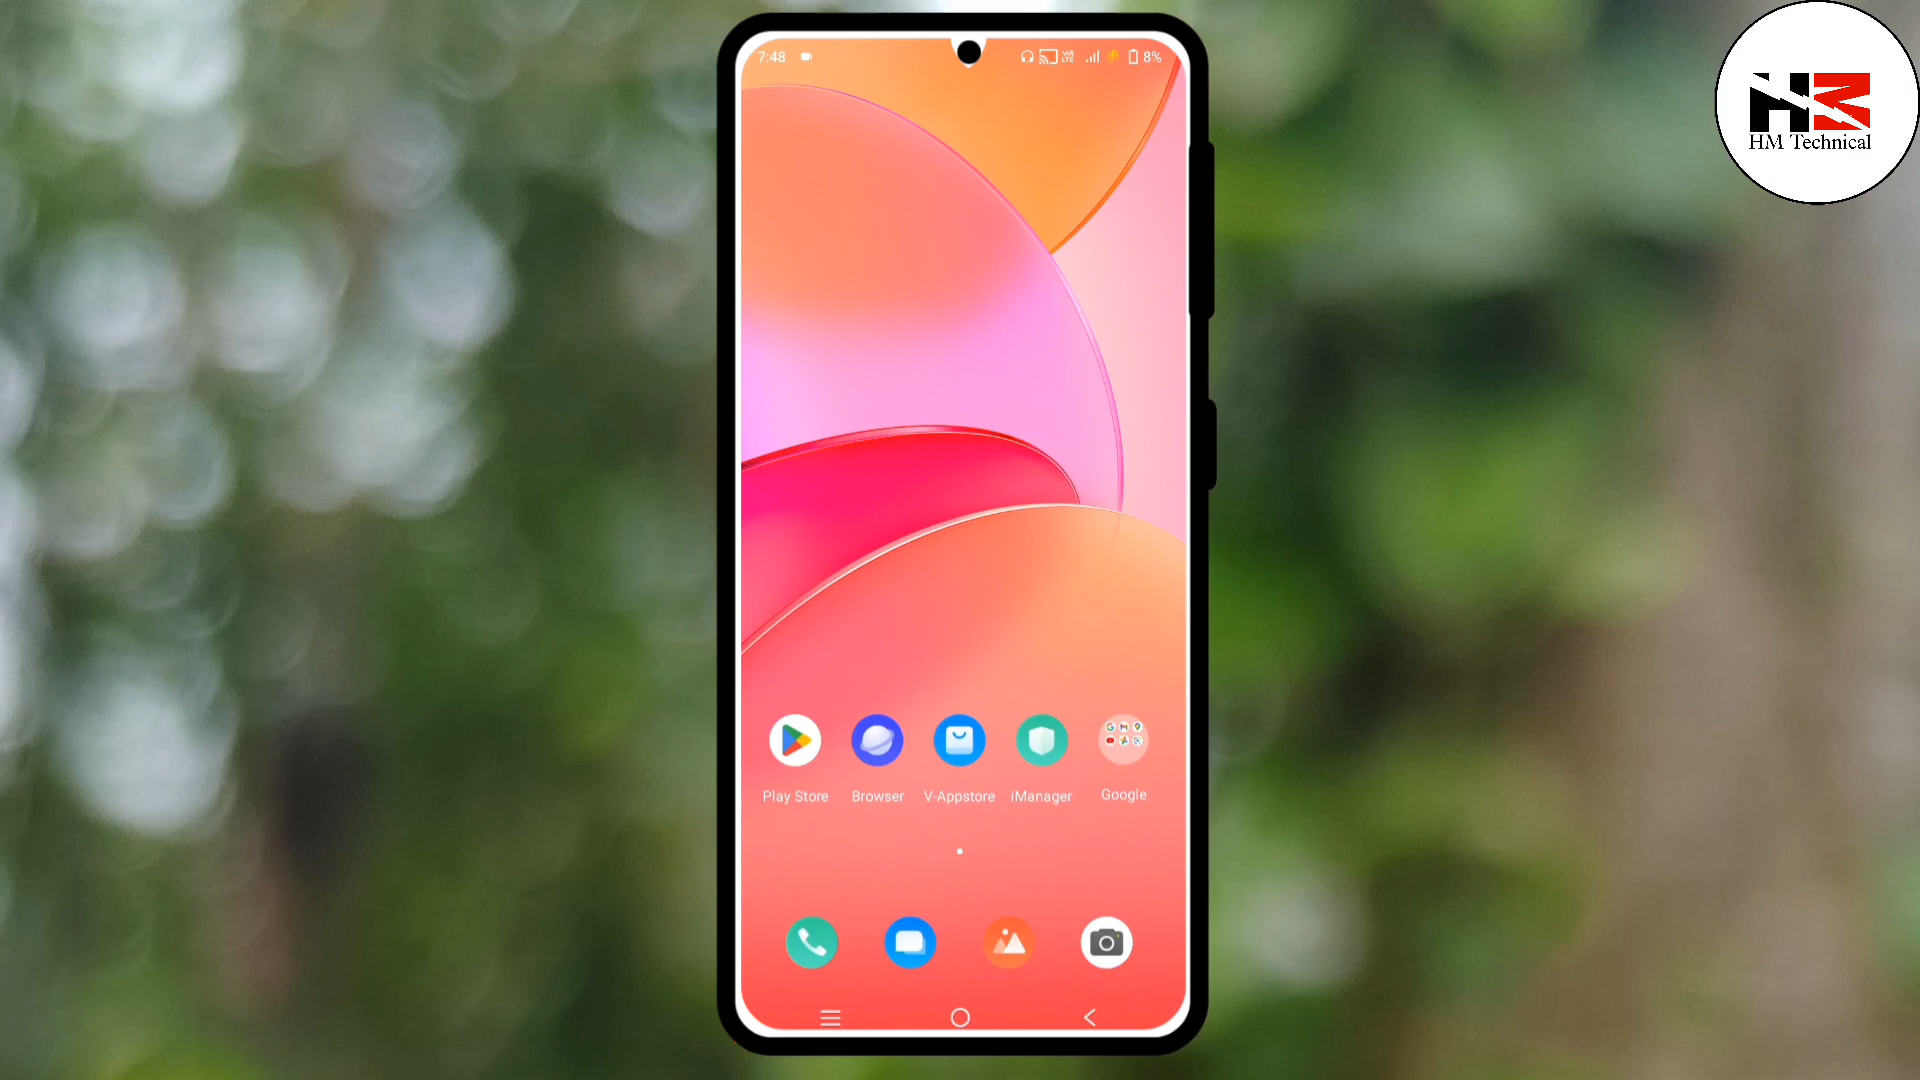 7:48
8%
HM Technical
Play Store
Browser
V-Appstore
iManager
Google